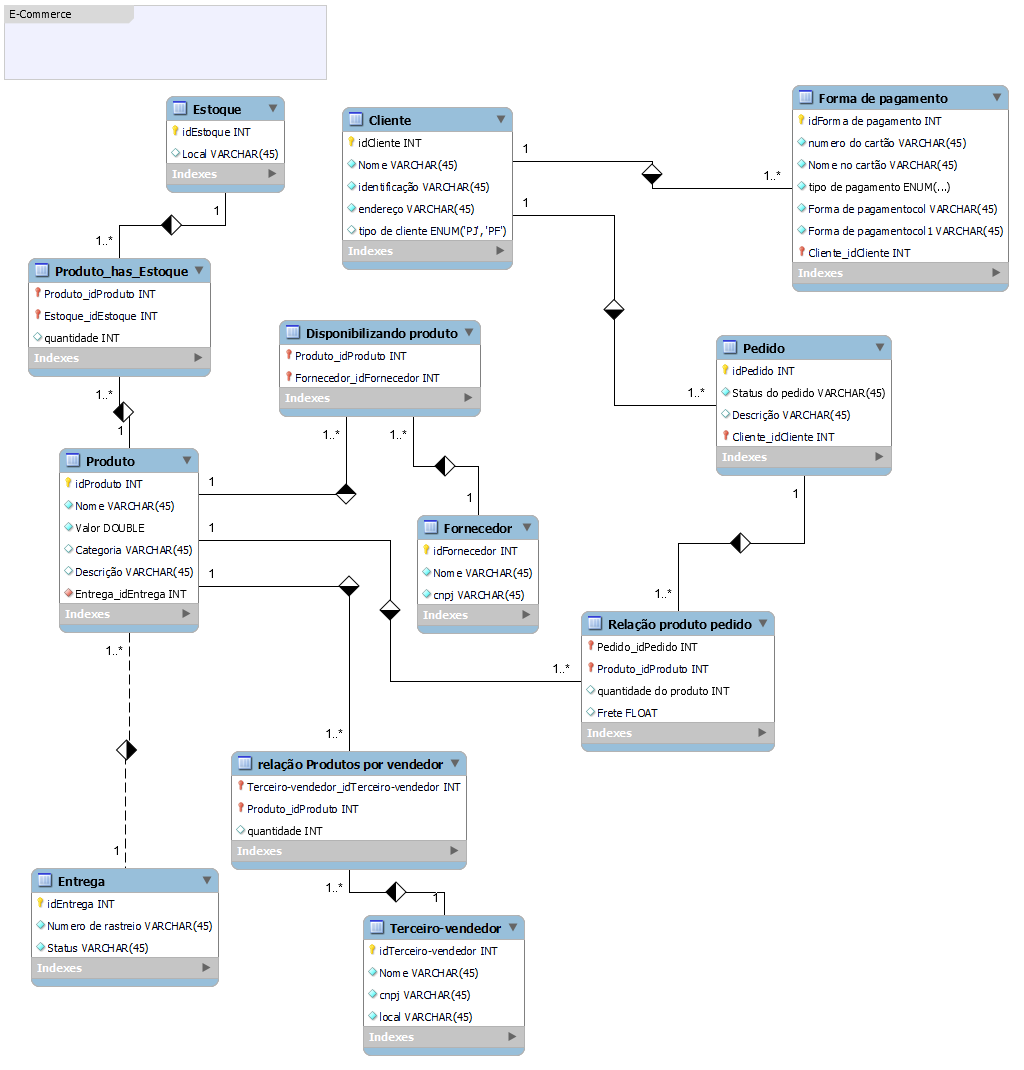 E-Commerce
Estoque
idEstoque INT
Local VARCHAR(45)
Indexes
Cliente
idCliente INT
Nome VARCHAR(45)
identificação VARCHAR(45)
endereço VARCHAR(45)
tipo de cliente ENUM('PJ', 'PF')
Indexes
Forma de pagamento
idForma de pagamento INT
numero do cartão VARCHAR(45)
Nome no cartão VARCHAR(45)
tipo de pagamento ENUM(...)
Forma de pagamentocol VARCHAR(45)
Forma de pagamentocol1 VARCHAR(45)
Cliente_idCliente INT
Indexes
1
1..*
1
1..*
1
1..*
Produto_has_Estoque
Produto_idProduto INT
Estoque_idEstoque INT
quantidade INT
Indexes
1..*
1
Disponibilizando produto
Produto_idProduto INT
Fornecedor_idFornecedor INT
Indexes
1..*
1..*
1
Pedido
idPedido INT
Status do pedido VARCHAR(45)
Descrição VARCHAR(45)
Cliente_idCliente INT
Indexes
1
1..*
Produto
idProduto INT
Nome VARCHAR(45)
Valor DOUBLE
Categoria VARCHAR(45)
Descrição VARCHAR(45)
Entrega_idEntrega INT
Indexes
1
1
1
Fornecedor
idFornecedor INT
Nome VARCHAR(45)
cnpj VARCHAR(45)
Indexes
Relação produto pedido
Pedido_idPedido INT
Produto_idProduto INT
quantidade do produto INT
Frete FLOAT
Indexes
1..*
1..*
1..*
1
relação Produtos por vendedor
Terceiro-vendedor_idTerceiro-vendedor INT
Produto_idProduto INT
quantidade INT
Indexes
1..*
1
Entrega
idEntrega INT
Numero de rastreio VARCHAR(45)
Status VARCHAR(45)
Indexes
Terceiro-vendedor
idTerceiro-vendedor INT
Nome VARCHAR(45)
cnpj VARCHAR(45)
local VARCHAR(45)
Indexes